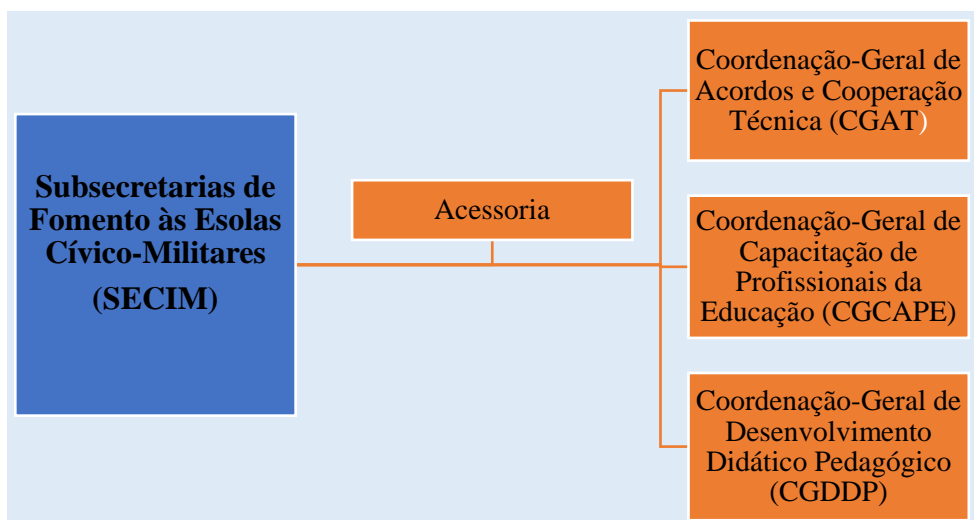 Subsecretarias de
Fomento às Esolas
Cívico-Militares
(SECIM)
Acessoria
Coordenação-Geral de
Acordos e Cooperação
Técnica (CGAT)
Coordenação-Geral de
Capacitação de
Profissionais da
Educação (CGCAPE)
Coordenação-Geral de
Desenvolvimento
Didático Pedagógico
(CGDDP)